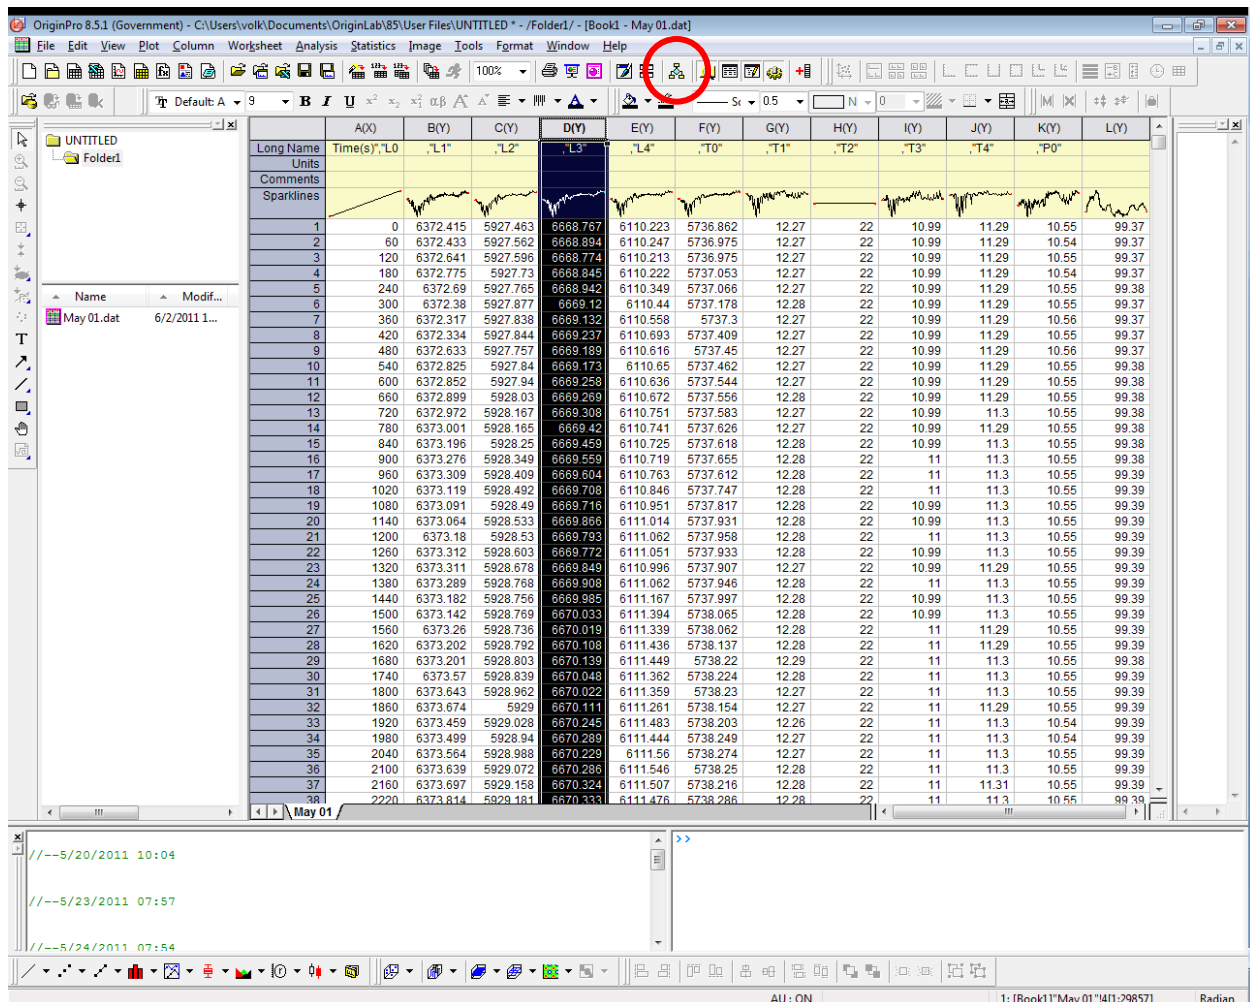 OriginPro 8.5.1 (Government) - C:\Users\volk\Documents\OriginLab\85\User Files\UNTITLED * - /Folder1/ - [Book1 - May 01.dat]
File Edit View Plot Column Worksheet Analysis Statistics Image Tools Format Window Help
100%
Default: A 9 B I U x² x₂ αβ A A 0.5 N 0
UNTITLED
Folder1
Name Modif...
May 01.dat 6/2/2011 1...
A(X) B(Y) C(Y) D(Y) E(Y) F(Y) G(Y) H(Y) I(Y) J(Y) K(Y) L(Y)
Long Name Time(s)","L0 ,"L1" ,"L2" ,"L3" ,"L4" ,"T0" ,"T1" ,"T2" ,"T3" ,"T4" ,"P0"
Units
Comments
Sparklines
1 0 6372.415 5927.463 6668.767 6110.223 5736.862 12.27 22 10.99 11.29 10.55 99.37
2 60 6372.433 5927.562 6668.894 6110.247 5736.975 12.27 22 10.99 11.29 10.54 99.37
3 120 6372.641 5927.596 6668.774 6110.213 5736.975 12.27 22 10.99 11.29 10.55 99.37
4 180 6372.775 5927.73 6668.845 6110.222 5737.053 12.27 22 10.99 11.29 10.54 99.37
5 240 6372.69 5927.765 6668.942 6110.349 5737.066 12.27 22 10.99 11.29 10.55 99.38
6 300 6372.38 5927.877 6669.12 6110.44 5737.178 12.28 22 10.99 11.29 10.55 99.37
7 360 6372.317 5927.838 6669.132 6110.558 5737.3 12.27 22 10.99 11.29 10.56 99.37
8 420 6372.334 5927.844 6669.237 6110.693 5737.409 12.27 22 10.99 11.29 10.55 99.37
9 480 6372.633 5927.757 6669.189 6110.616 5737.45 12.27 22 10.99 11.29 10.56 99.37
10 540 6372.825 5927.84 6669.173 6110.65 5737.462 12.27 22 10.99 11.29 10.55 99.38
11 600 6372.852 5927.94 6669.258 6110.636 5737.544 12.27 22 10.99 11.29 10.55 99.38
12 660 6372.899 5928.03 6669.269 6110.672 5737.556 12.28 22 10.99 11.29 10.55 99.38
13 720 6372.972 5928.167 6669.308 6110.751 5737.583 12.27 22 10.99 11.3 10.55 99.38
14 780 6373.001 5928.165 6669.42 6110.741 5737.626 12.27 22 10.99 11.29 10.55 99.38
15 840 6373.196 5928.25 6669.459 6110.725 5737.618 12.28 22 10.99 11.3 10.55 99.38
16 900 6373.276 5928.349 6669.559 6110.719 5737.655 12.28 22 11 11.3 10.55 99.38
17 960 6373.309 5928.409 6669.604 6110.763 5737.612 12.28 22 11 11.3 10.55 99.39
18 1020 6373.119 5928.492 6669.708 6110.846 5737.747 12.28 22 11 11.3 10.55 99.39
19 1080 6373.091 5928.49 6669.716 6110.951 5737.817 12.28 22 10.99 11.3 10.55 99.39
20 1140 6373.064 5928.533 6669.866 6111.014 5737.931 12.28 22 10.99 11.3 10.55 99.39
21 1200 6373.18 5928.53 6669.793 6111.062 5737.958 12.28 22 11 11.3 10.55 99.39
22 1260 6373.312 5928.603 6669.772 6111.051 5737.933 12.28 22 10.99 11.3 10.55 99.39
23 1320 6373.311 5928.678 6669.849 6110.996 5737.907 12.27 22 10.99 11.29 10.55 99.39
24 1380 6373.289 5928.768 6669.908 6111.062 5737.946 12.28 22 11 11.3 10.55 99.39
25 1440 6373.182 5928.756 6669.985 6111.167 5737.997 12.28 22 10.99 11.3 10.55 99.39
26 1500 6373.142 5928.769 6670.033 6111.394 5738.065 12.28 22 10.99 11.3 10.55 99.39
27 1560 6373.26 5928.736 6670.019 6111.339 5738.062 12.28 22 11 11.29 10.55 99.39
28 1620 6373.202 5928.792 6670.108 6111.436 5738.137 12.28 22 11 11.29 10.55 99.39
29 1680 6373.201 5928.803 6670.139 6111.449 5738.22 12.29 22 11 11.3 10.55 99.38
30 1740 6373.57 5928.839 6670.048 6111.362 5738.224 12.28 22 11 11.3 10.55 99.39
31 1800 6373.643 5928.962 6670.022 6111.359 5738.23 12.27 22 11 11.3 10.55 99.39
32 1860 6373.674 5929 6670.111 6111.261 5738.154 12.27 22 11 11.29 10.55 99.39
33 1920 6373.459 5929.028 6670.245 6111.483 5738.203 12.26 22 11 11.3 10.54 99.39
34 1980 6373.499 5928.94 6670.289 6111.444 5738.249 12.27 22 11 11.3 10.54 99.39
35 2040 6373.564 5928.988 6670.229 6111.56 5738.274 12.27 22 11 11.3 10.55 99.39
36 2100 6373.639 5929.072 6670.286 6111.546 5738.25 12.28 22 11 11.3 10.55 99.39
37 2160 6373.697 5929.158 6670.324 6111.507 5738.216 12.28 22 11 11.31 10.55 99.39
38 2220 6373.814 5929.181 6670.333 6111.476 5738.286 12.28 22 11 11.3 10.55 99.39
May 01
//--5/20/2011 10:04
//--5/23/2011 07:57
//--5/24/2011 07:54
>>
AU : ON 1: [Book1]"May 01"!4[1:29857] Radian